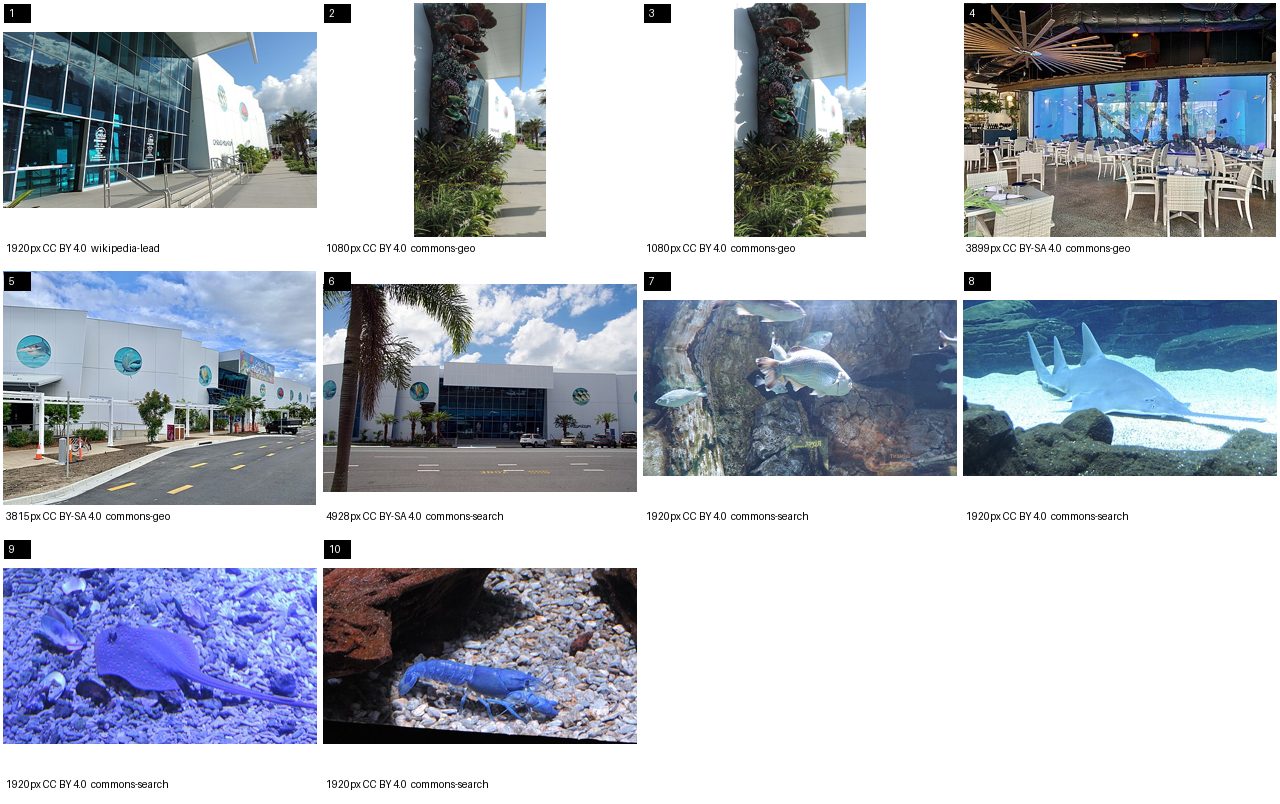 1
2
3
4
1920px CC BY 4.0 wikipedia-lead
1080px CC BY 4.0 commons-geo
1080px CC BY 4.0 commons-geo
3899px CC BY-SA 4.0 commons-geo
5
6
7
8
3815px CC BY-SA 4.0 commons-geo
4928px CC BY-SA 4.0 commons-search
1920px CC BY 4.0 commons-search
1920px CC BY 4.0 commons-search
9
10
1920px CC BY 4.0 commons-search
1920px CC BY 4.0 commons-search